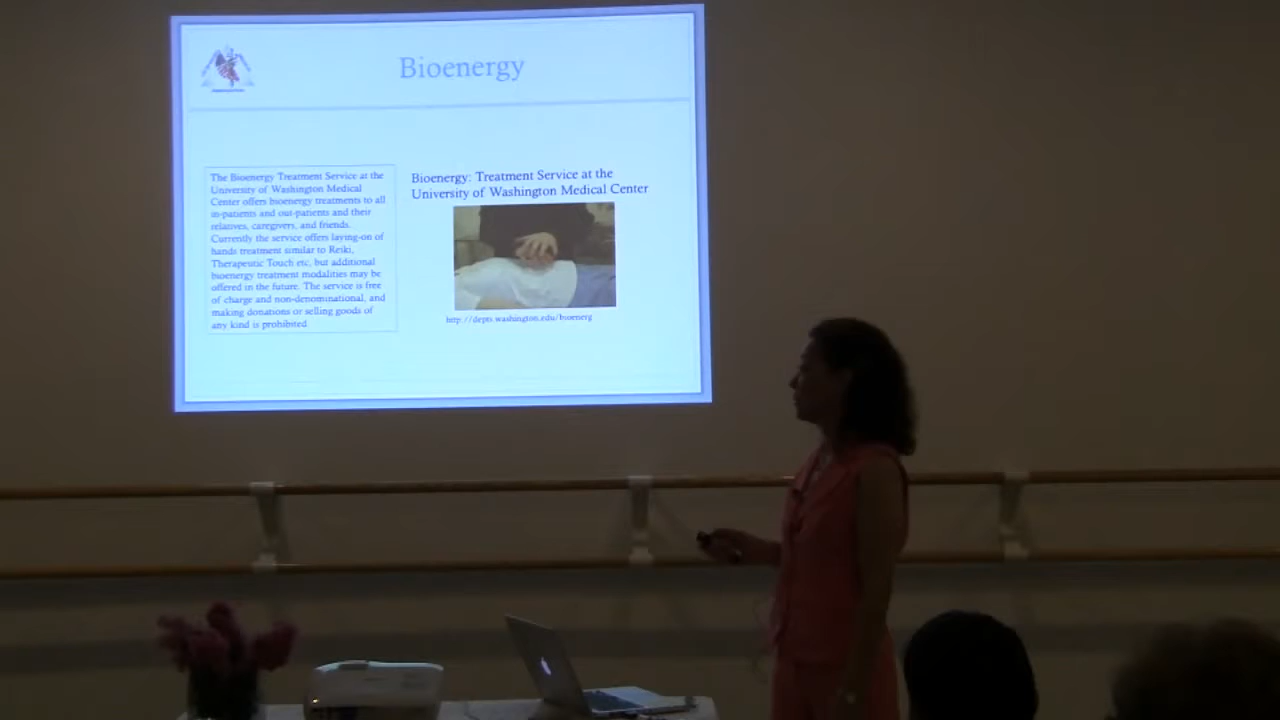 Bioenergy
The Bioenergy Treatment Service at the
University of Washington Medical
Center offers bioenergy treatments to all
in-patients and out-patients and their
relatives, caregivers, and friends.
Currently the service offers laying-on of
hands treatment similar to Reiki,
Therapeutic Touch etc, but additional
bioenergy treatment modalities may be
offered in the future. The service is free
of charge and non-denominational, and
making donations or selling goods of
any kind is prohibited.
Bioenergy: Treatment Service at the
University of Washington Medical Center
http://depts.washington.edu/bioenerg